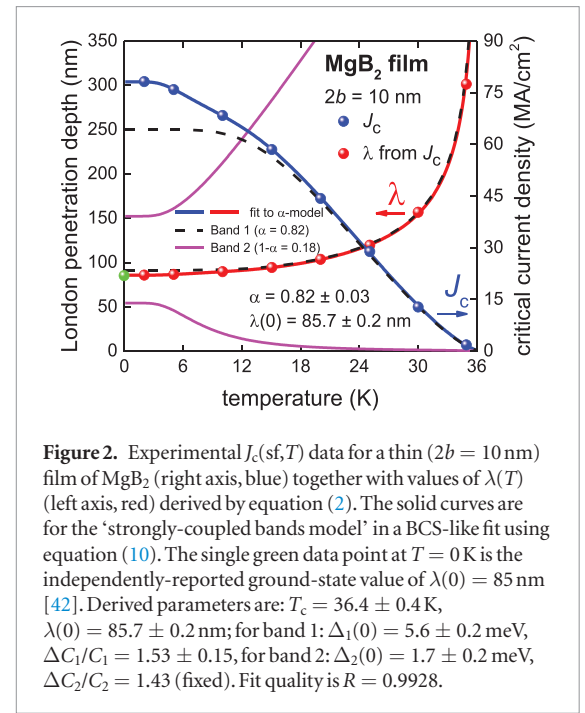 MgB₂ film
2b = 10 nm
J_c
λ from J_c
λ
fit to α-model
Band 1 (α = 0.82)
Band 2 (1-α = 0.18)
α = 0.82 ± 0.03
λ(0) = 85.7 ± 0.2 nm
J_c
London penetration depth (nm)
350
300
250
200
150
100
50
0
critical current density (MA/cm²)
90
75
60
45
30
15
0
0 6 12 18 24 30 36
temperature (K)
Figure 2. Experimental J_c(sf,T) data for a thin (2b = 10 nm)
film of MgB₂ (right axis, blue) together with values of λ(T)
(left axis, red) derived by equation (2). The solid curves are
for the ‘strongly-coupled bands model’ in a BCS-like fit using
equation (10). The single green data point at T = 0 K is the
independently-reported ground-state value of λ(0) = 85 nm
[42]. Derived parameters are: T_c = 36.4 ± 0.4 K,
λ(0) = 85.7 ± 0.2 nm; for band 1: Δ₁(0) = 5.6 ± 0.2 meV,
ΔC₁/C₁ = 1.53 ± 0.15, for band 2: Δ₂(0) = 1.7 ± 0.2 meV,
ΔC₂/C₂ = 1.43 (fixed). Fit quality is R = 0.9928.